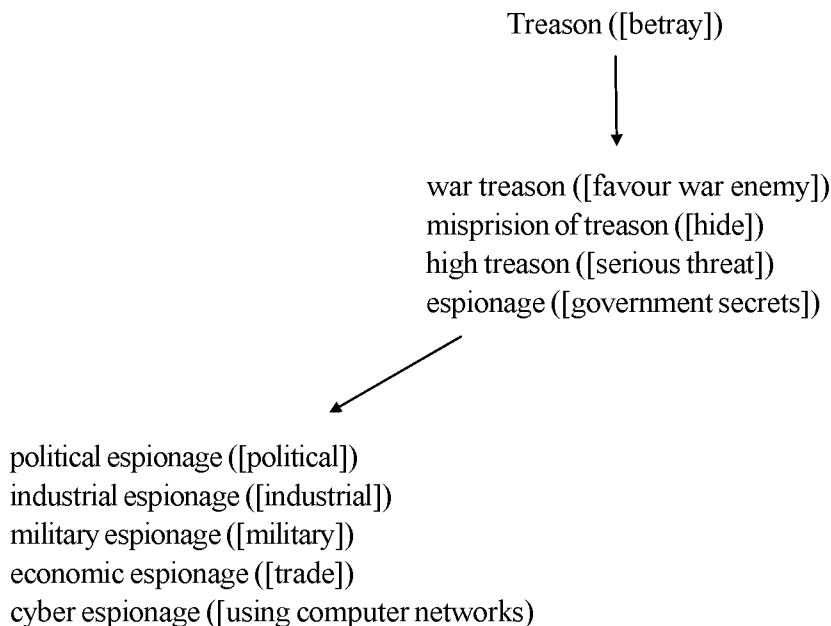 Treason ([betray])
war treason ([favour war enemy])
misprision of treason ([hide])
high treason ([serious threat])
espionage ([government secrets])
political espionage ([political])
industrial espionage ([industrial])
military espionage ([military])
economic espionage ([trade])
cyber espionage ([using computer networks)